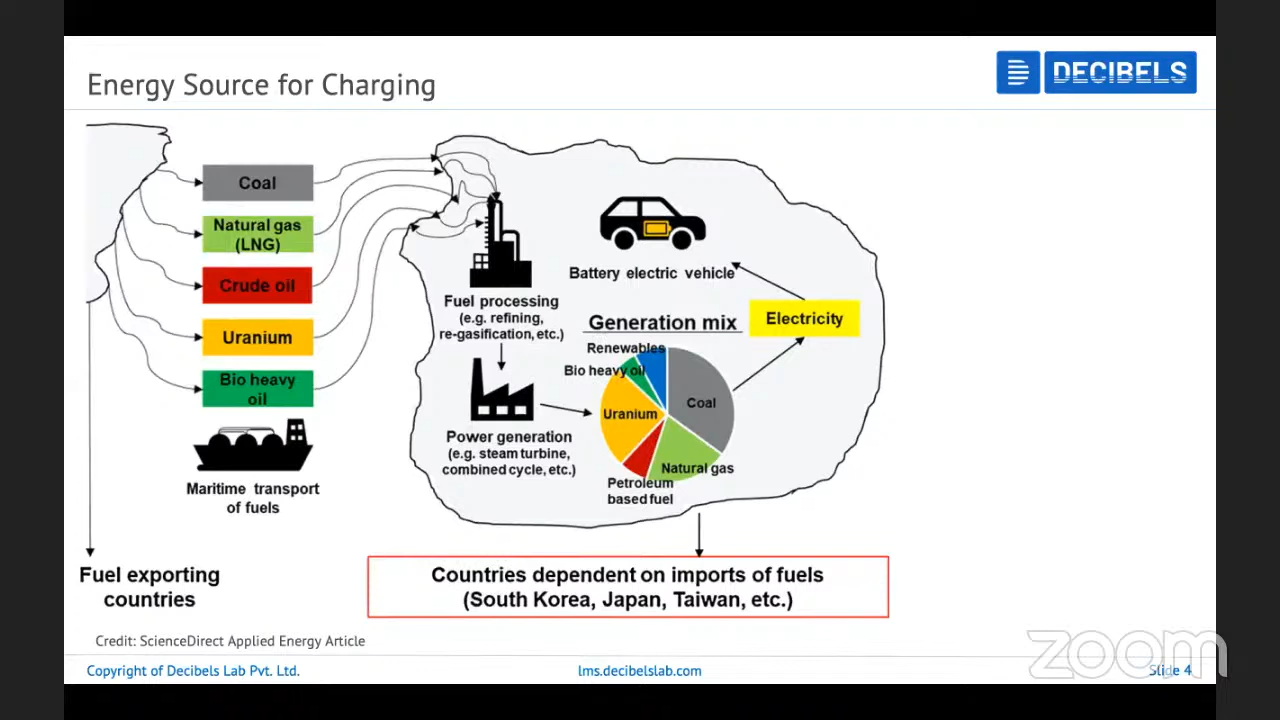 Energy Source for Charging
DECIBELS
Coal
Natural gas
(LNG)
Crude oil
Uranium
Bio heavy
oil
Maritime transport
of fuels
Fuel exporting
countries
Fuel processing
(e.g. refining,
re-gasification, etc.)
Power generation
(e.g. steam turbine,
combined cycle, etc.)
Battery electric vehicle
Generation mix
Electricity
Renewables
Bio heavy oil
Uranium
Coal
Natural gas
Petroleum
based fuel
Countries dependent on imports of fuels
(South Korea, Japan, Taiwan, etc.)
Credit: ScienceDirect Applied Energy Article
Copyright of Decibels Lab Pvt. Ltd.
lms.decibelslab.com
Slide 4
zoom